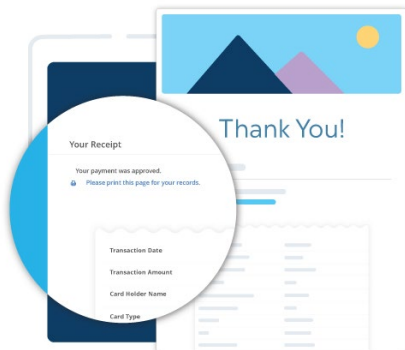 Thank You!
Your Receipt
Your payment was approved.
Please print this page for your records.
Transaction Date
Transaction Amount
Card Holder Name
Card Type